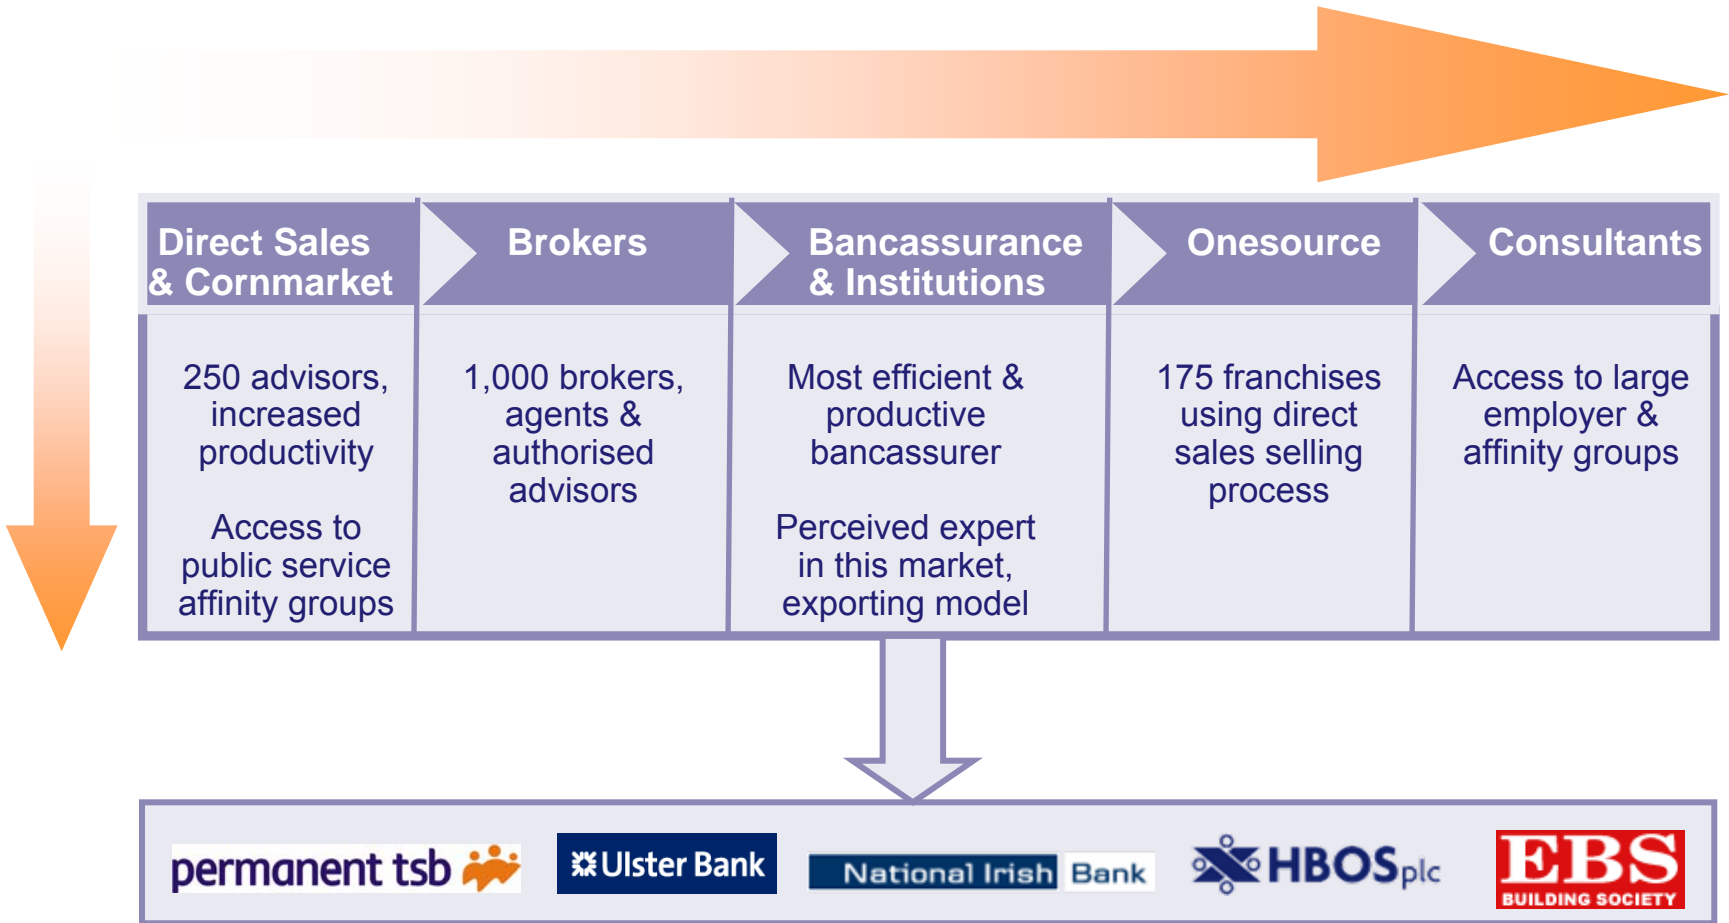 Direct Sales
& Cornmarket
Brokers
Bancassurance
& Institutions
Onesource
Consultants
250 advisors,
increased
productivity
Access to
public service
affinity groups
1,000 brokers,
agents &
authorised
advisors
Most efficient &
productive
bancassurer
Perceived expert
in this market,
exporting model
175 franchises
using direct
sales selling
process
Access to large
employer &
affinity groups
permanent tsb
Ulster Bank
National Irish Bank
HBOS plc
EBS
BUILDING SOCIETY